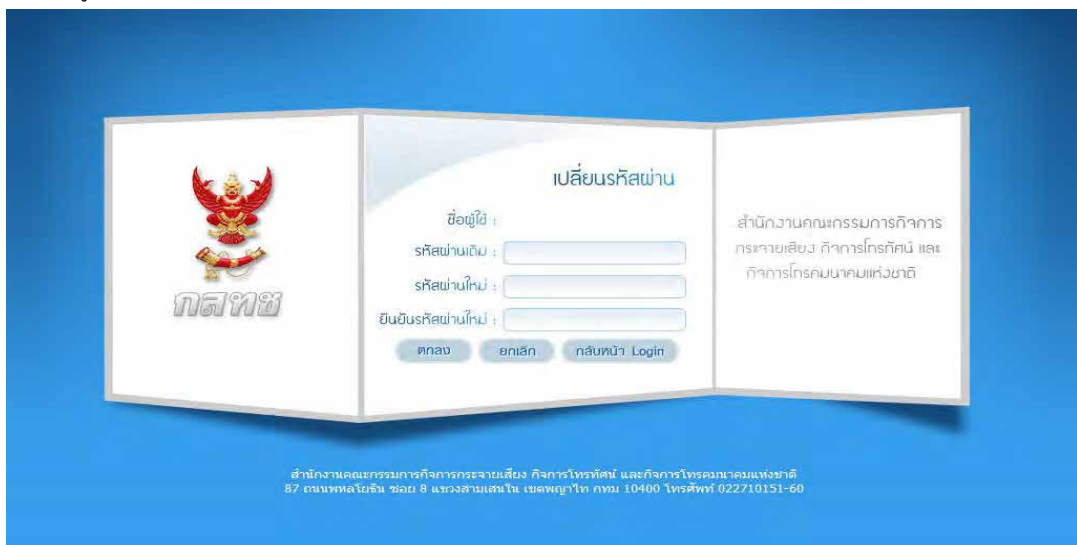 กสทช
เปลี่ยนรหัสผ่าน
ชื่อผู้ใช้ :
รหัสผ่านเดิม :
รหัสผ่านใหม่ :
ยืนยันรหัสผ่านใหม่ :
ตกลง ยกเลิก กลับหน้า Login
สำนักงานคณะกรรมการกิจการ
กระจายเสียง กิจการโทรทัศน์ และ
กิจการโทรคมนาคมแห่งชาติ
สำนักงานคณะกรรมการกิจการกระจายเสียง กิจการโทรทัศน์ และกิจการโทรคมนาคมแห่งชาติ
87 ถนนพหลโยธิน ซอย 8 แขวงสามเสนใน เขตพญาไท กทม 10400 โทรศัพท์ 022710151-60